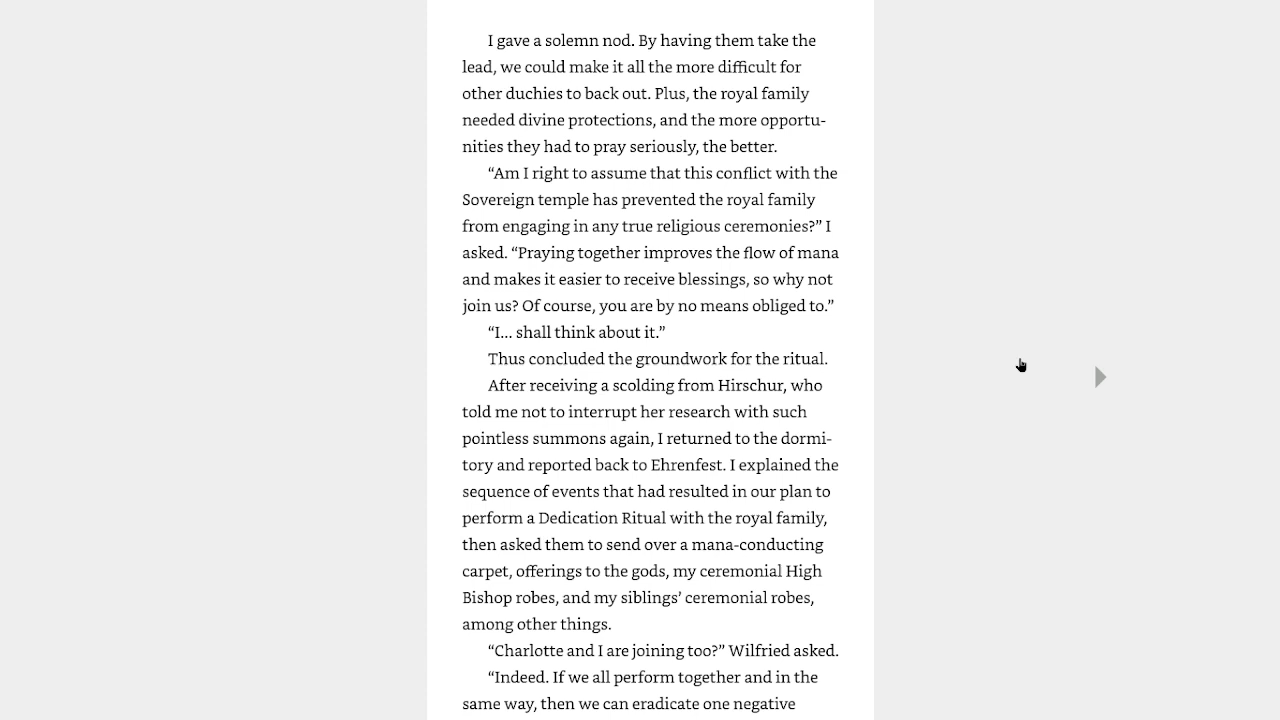 I gave a solemn nod. By having them take the
lead, we could make it all the more difficult for
other duchies to back out. Plus, the royal family
needed divine protections, and the more opportu-
nities they had to pray seriously, the better.
“Am I right to assume that this conflict with the
Sovereign temple has prevented the royal family
from engaging in any true religious ceremonies?” I
asked. “Praying together improves the flow of mana
and makes it easier to receive blessings, so why not
join us? Of course, you are by no means obliged to.”
“I... shall think about it.”
Thus concluded the groundwork for the ritual.
After receiving a scolding from Hirschur, who
told me not to interrupt her research with such
pointless summons again, I returned to the dormi-
tory and reported back to Ehrenfest. I explained the
sequence of events that had resulted in our plan to
perform a Dedication Ritual with the royal family,
then asked them to send over a mana-conducting
carpet, offerings to the gods, my ceremonial High
Bishop robes, and my siblings’ ceremonial robes,
among other things.
“Charlotte and I are joining too?” Wilfried asked.
“Indeed. If we all perform together and in the
same way, then we can eradicate one negative